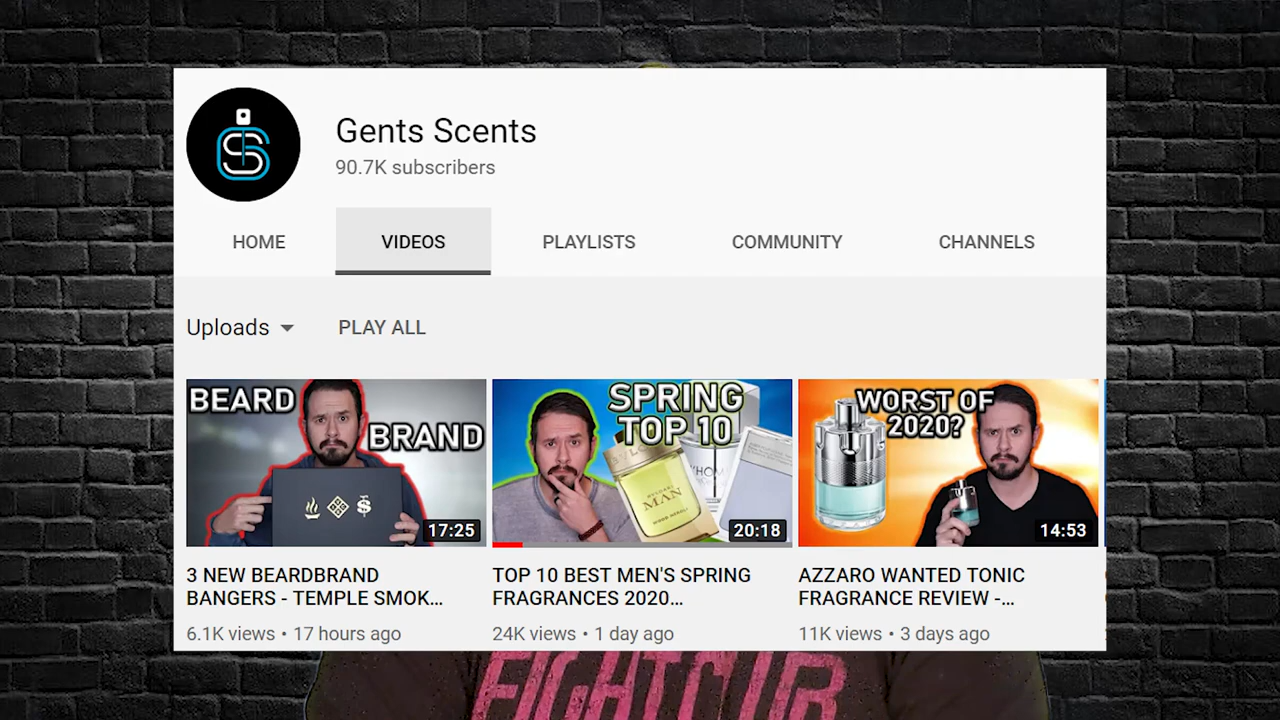 Gents Scents
90.7K subscribers
HOME
VIDEOS
PLAYLISTS
COMMUNITY
CHANNELS
Uploads
PLAY ALL
BEARD
BRAND
17:25
SPRING
TOP 10
MAN
20:18
WORST OF
2020?
14:53
3 NEW BEARDBRAND
BANGERS - TEMPLE SMOK...
6.1K views • 17 hours ago
TOP 10 BEST MEN'S SPRING
FRAGRANCES 2020...
24K views • 1 day ago
AZZARO WANTED TONIC
FRAGRANCE REVIEW -...
11K views • 3 days ago
FIGHT CLUB